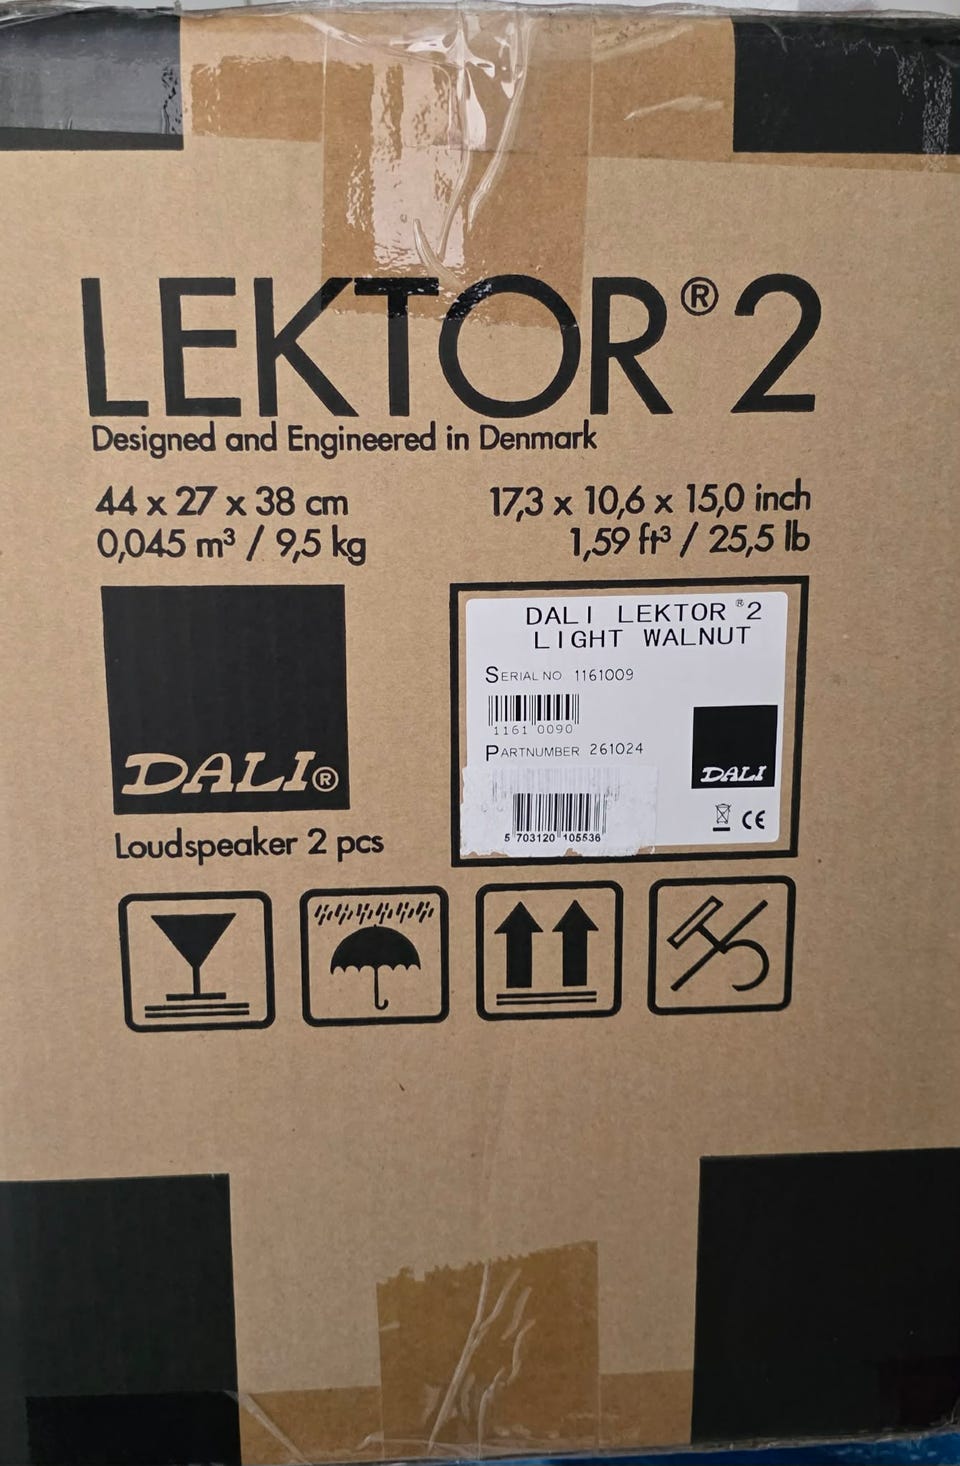 LEKTOR® 2
Designed and Engineered in Denmark
44 x 27 x 38 cm
0,045 m³ / 9,5 kg
17,3 x 10,6 x 15,0 inch
1,59 ft³ / 25,5 lb
DALI®
Loudspeaker 2 pcs
DALI LEKTOR®2
LIGHT WALNUT
SERIAL NO 1161009
1161 0090
PARTNUMBER 261024
5 703120 105536
DALI
CE